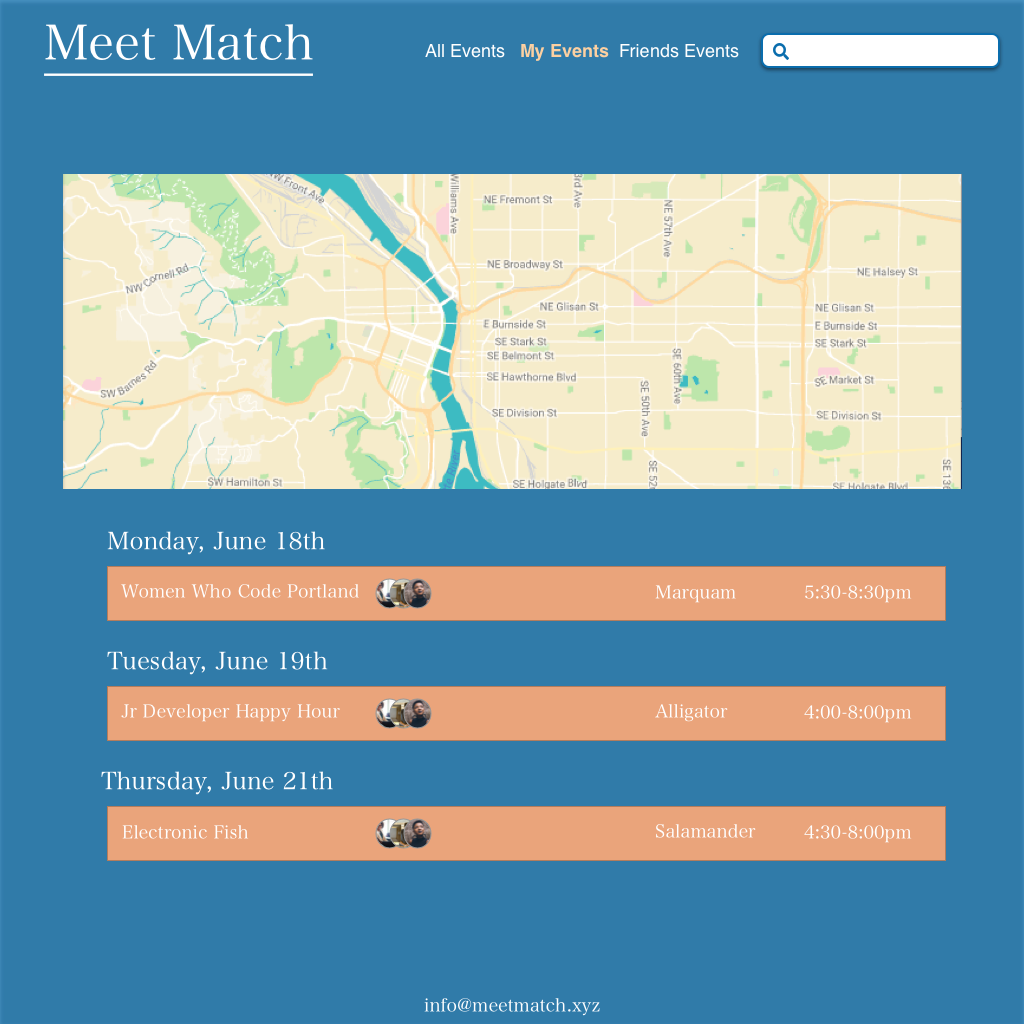 Meet Match
All Events My Events Friends Events
NW Front Ave
Williams Ave
3rd Ave
NE Fremont St
NE 57th Ave
NE Broadway St
NW Cornell Rd
NE Halsey St
NE Glisan St
NE Glisan St
E Burnside St
E Burnside St
SE Stark St
SE Stark St
SE Belmont St
SE 60th Ave
SE Hawthorne Blvd
SE Market St
SW Barnes Rd
SE 50th Ave
SE Division St
SE Division St
SE 52
SE 136
SW Hamilton St
SE Holgate Blvd
SE Holgate Blvd
Monday, June 18th
Women Who Code Portland Marquam 5:30-8:30pm
Tuesday, June 19th
Jr Developer Happy Hour Alligator 4:00-8:00pm
Thursday, June 21th
Electronic Fish Salamander 4:30-8:00pm
info@meetmatch.xyz